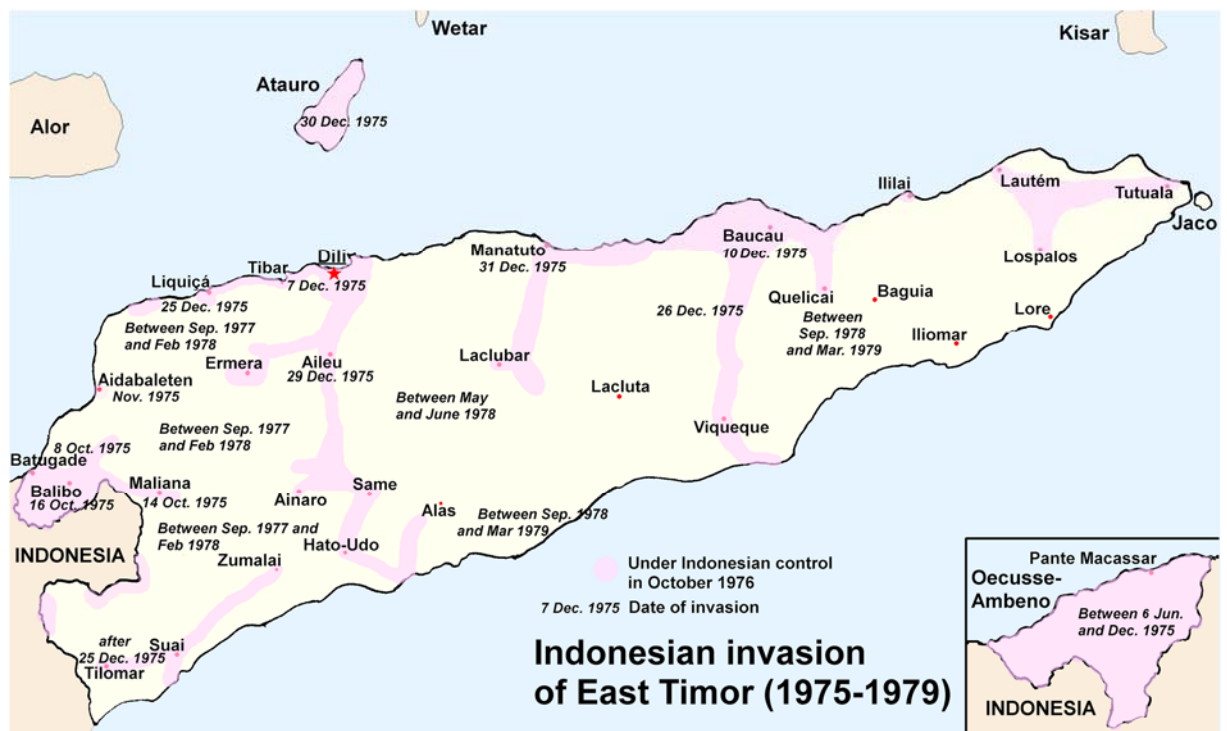 Wetar
Kisar
Atauro
Alor
30 Dec. 1975
Ililai
Lautém
Tutuala
Jaco
Baucau
10 Dec. 1975
Manatuto
31 Dec. 1975
Dili
Tibar
7 Dec. 1975
Liquiçá
25 Dec. 1975
Lospalos
Quelicai
Baguia
26 Dec. 1975
Lore
Between
Sep. 1978
and Mar. 1979
Iliomar
Between Sep. 1977
and Feb 1978
Ermera
Aileu
29 Dec. 1975
Laclubar
Lacluta
Aidabaleten
Nov. 1975
Between May
and June 1978
Viqueque
Between Sep. 1977
and Feb 1978
8 Oct. 1975
Batugade
Balibo
16 Oct. 1975
Maliana
14 Oct. 1975
Ainaro
Same
Alas
Between Sep. 1978
and Mar 1979
Between Sep. 1977 and
Feb 1978
Hato-Udo
INDONESIA
Zumalai
after
25 Dec. 1975
Suai
Tilomar
Under Indonesian control
in October 1976
7 Dec. 1975 Date of invasion
Indonesian invasion
of East Timor (1975-1979)
Pante Macassar
Oecusse-
Ambeno
Between 6 Jun.
and Dec. 1975
INDONESIA